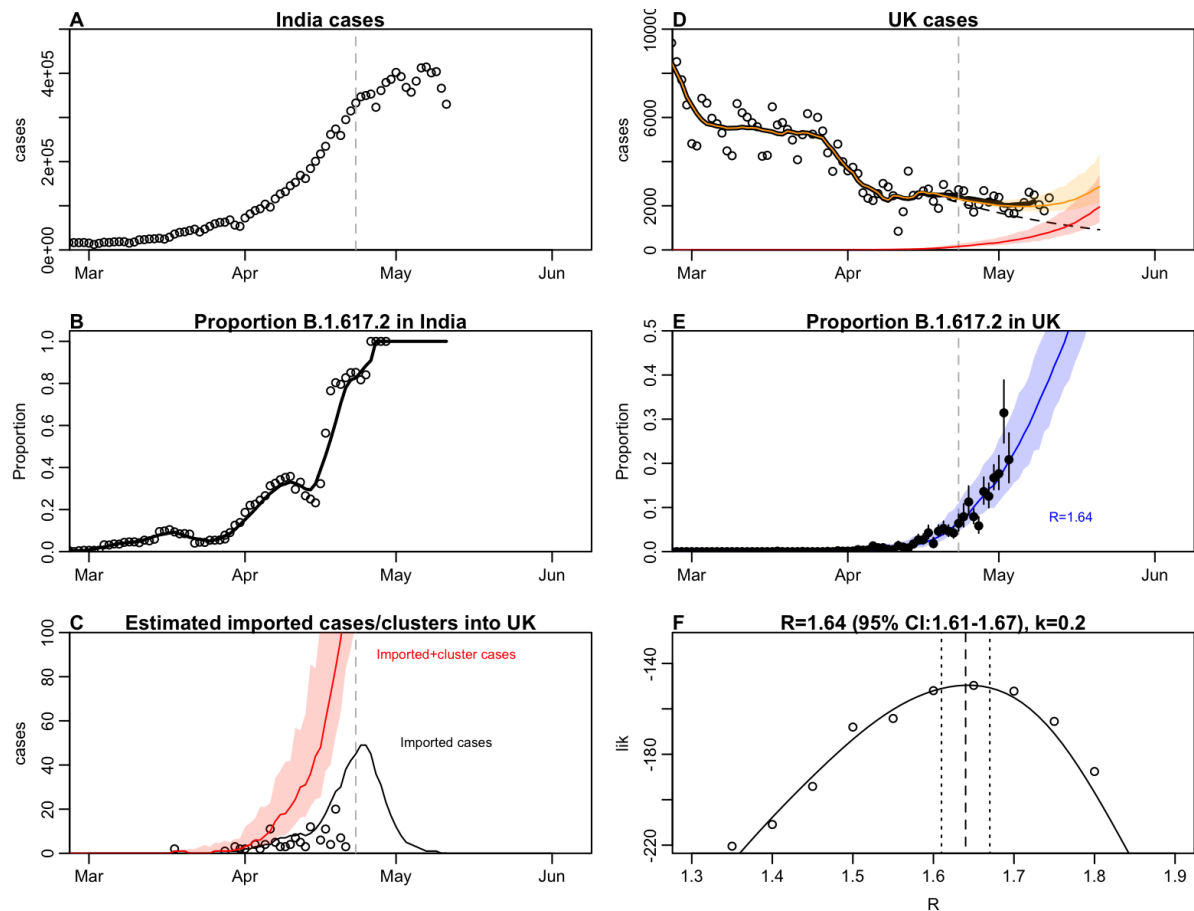 A India cases
cases
0e+00
2e+05
4e+05
Mar Apr May Jun
B Proportion B.1.617.2 in India
Proportion
0.0
0.2
0.4
0.6
0.8
1.0
Mar Apr May Jun
C Estimated imported cases/clusters into UK
Imported+cluster cases
Imported cases
cases
0
20
40
60
80
100
Mar Apr May Jun
D UK cases
cases
0
2000
6000
10000
Mar Apr May Jun
E Proportion B.1.617.2 in UK
Proportion
0.0
0.1
0.2
0.3
0.4
0.5
R=1.64
Mar Apr May Jun
F R=1.64 (95% CI:1.61-1.67), k=0.2
lik
-220
-180
-140
1.3 1.4 1.5 1.6 1.7 1.8 1.9
R